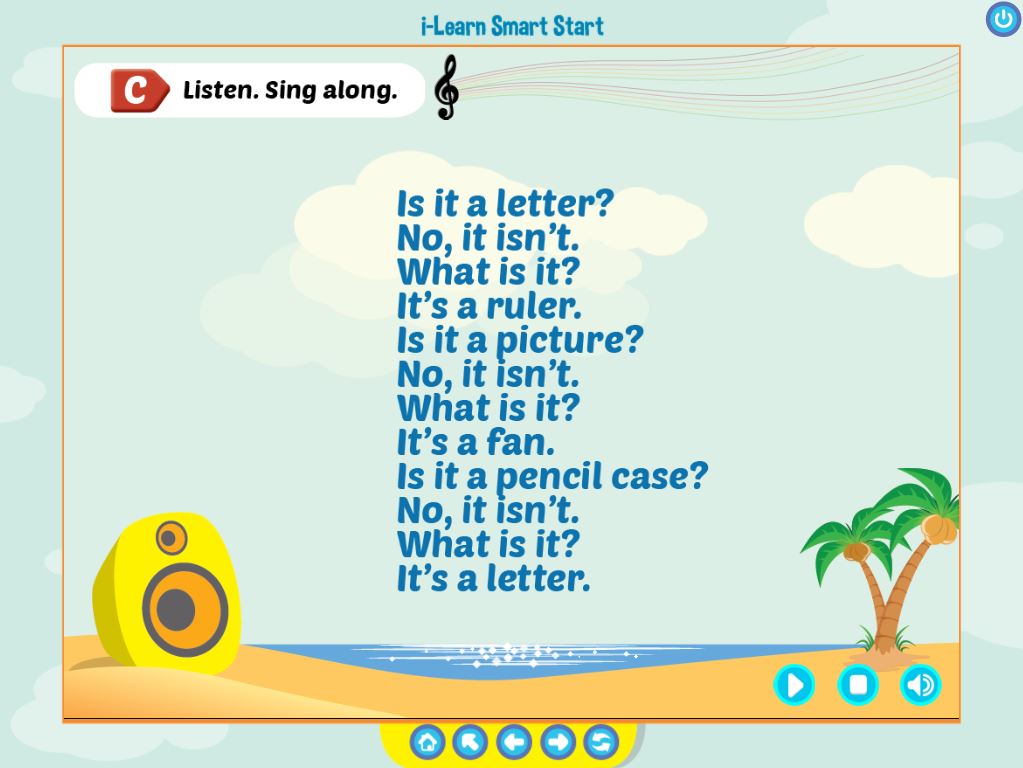 i-Learn Smart Start
C Listen. Sing along.
Is it a letter?
No, it isn't.
What is it?
It's a ruler.
Is it a picture?
No, it isn't.
What is it?
It's a fan.
Is it a pencil case?
No, it isn't.
What is it?
It's a letter.